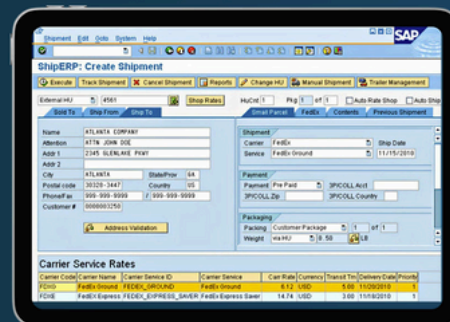 Shipment Edit Goto System Help
SAP
ShipERP: Create Shipment
Execute Track Shipment Cancel Shipment Reports Change HU Manual Shipment Trailer Management
External HU 4561 Shop Rates HuCnt 1 Pkg 1 of 1 Auto Rate Shop Auto Ship
Sold To Ship From Ship To Small Parcel FedEx Contents Previous Shipment
Name ATLANTA COMPANY
Attention ATTN JOHN DOE
Addr 1 2345 GLENLAKE PKWY
Addr 2
City ATLANTA State/Prov GA
Postal code 30328-3447 Country US
Phone/Fax 999-999-9999 / 999-999-9999
Customer # 0000003250
Address Validation
Shipment
Carrier FedEx Ship Date
Service FedEx Ground 11/15/2010
Payment
Payment Pre Paid 3P/COLL Acct
3P/COLL Zip 3P/COLL Country
Packaging
Packing Customer Package 1 of 1
Weight via HU 0.50 LB
Carrier Service Rates
Carrier Code Carrier Name Carrier Service ID Carrier Service Carr Rate Currency Transit Tm Delivery Date Priority
FDXG FedEx Ground FEDEX_GROUND FedEx Ground 6.12 USD 5.00 11/20/2010 1
FDXE FedEx Express FEDEX_EXPRESS_SAVER FedEx Express Saver 14.74 USD 3.00 11/18/2010 1